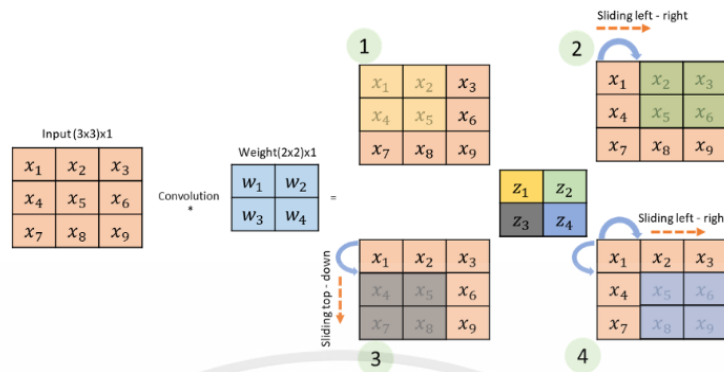 Input (3x3)x1
x₁ x₂ x₃
x₄ x₅ x₆
x₇ x₈ x₉
Convolution
*
Weight(2x2)x1
w₁ w₂
w₃ w₄
=
1
x₁ x₂ x₃
x₄ x₅ x₆
x₇ x₈ x₉
Sliding left - right
2
x₁ x₂ x₃
x₄ x₅ x₆
x₇ x₈ x₉
z₁ z₂
z₃ z₄
Sliding top - down
x₁ x₂ x₃
x₄ x₅ x₆
x₇ x₈ x₉
3
Sliding left - right
x₁ x₂ x₃
x₄ x₅ x₆
x₇ x₈ x₉
4